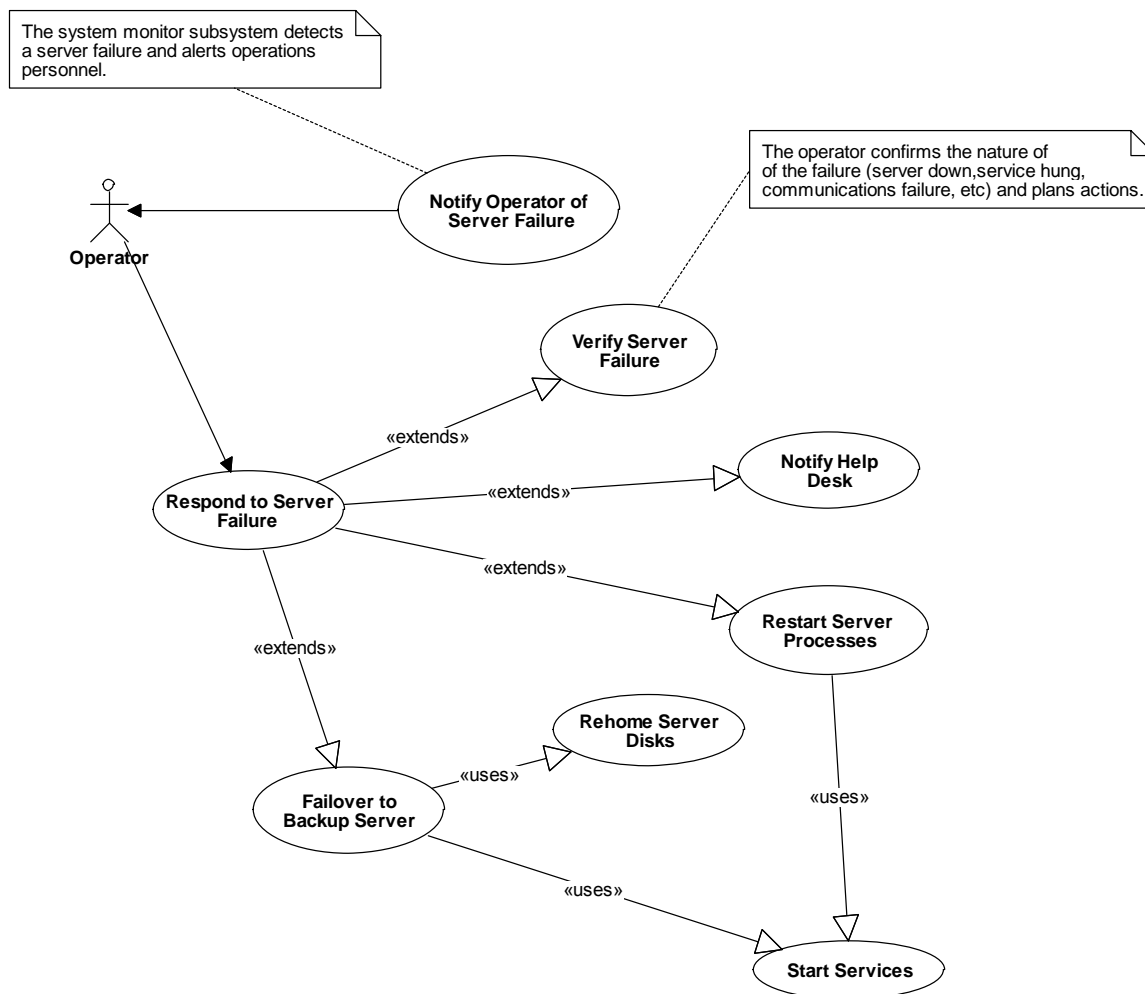 The system monitor subsystem detects
a server failure and alerts operations
personnel.
The operator confirms the nature of
of the failure (server down,service hung,
communications failure, etc) and plans actions.
Notify Operator of
Server Failure
Operator
Verify Server
Failure
«extends»
Notify Help
Desk
«extends»
Respond to Server
Failure
«extends»
Restart Server
Processes
«extends»
Rehome Server
Disks
«uses»
Failover to
Backup Server
«uses»
«uses»
Start Services